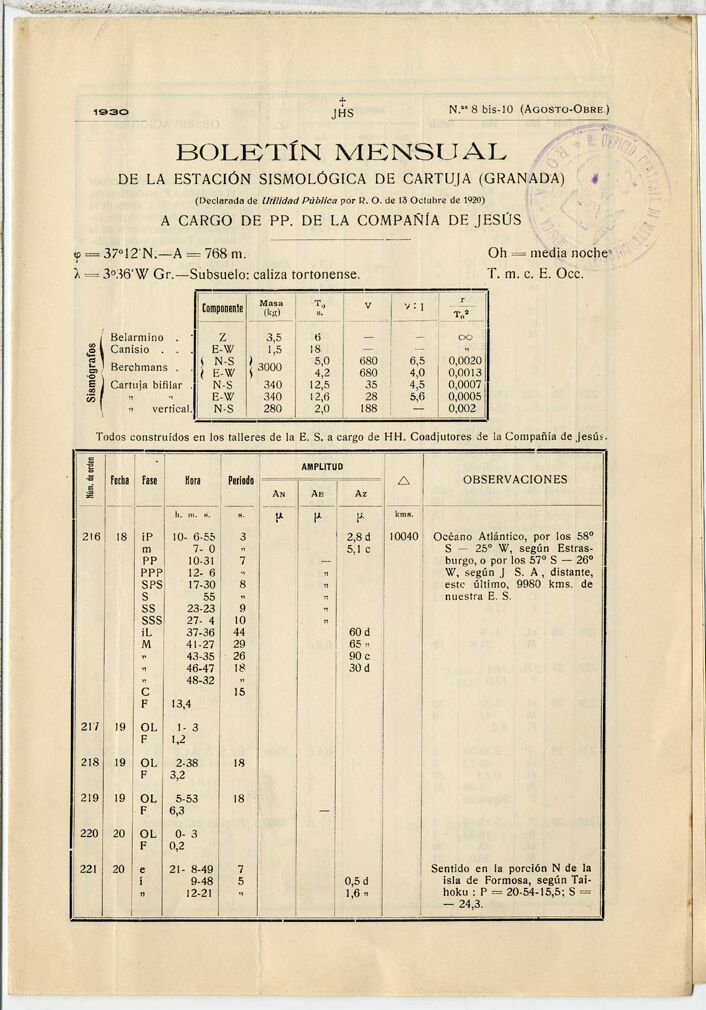 1930
JHS
N.os 8 bis-10 (AGOSTO-OBRE.)
BOLETÍN MENSUAL
DE LA ESTACIÓN SISMOLÓGICA DE CARTUJA (GRANADA)
(Declarada de Utilidad Pública por R. O. de 13 Octubre de 1920)
A CARGO DE PP. DE LA COMPAÑÍA DE JESÚS
φ = 37º12´N.—A = 768 m. Oh = media noche
λ = 3º36´W Gr.—Subsuelo: caliza tortonense. T. m. c. E. Occ.
Componente Masa (kg) To s. V ν : 1 r / To²
Sismógrafos
Belarmino . Z 3,5 6 — — ∞
Canisio . . . E-W 1,5 18 — — „
Berchmans . . N-S 3000 5,0 680 6,5 0,0020
E-W 4,2 680 4,0 0,0013
Cartuja bifilar . N-S 340 12,5 35 4,5 0,0007
„ „ E-W 340 12,6 28 5,6 0,0005
„ vertical. N-S 280 2,0 188 — 0,002
Todos construídos en los talleres de la E. S. a cargo de HH. Coadjutores de la Compañía de Jesús.
Núm. de orden Fecha Fase Hora Periodo AMPLITUD △ OBSERVACIONES
AN AE AZ
h. m. s. s. μ μ μ kms.
216 18 iP 10- 6-55 3 2,8 d 10040 Océano Atlántico, por los 58º
m 7- 0 „ 5,1 c S — 25º W, según Estras-
PP 10-31 7 — burgo, o por los 57º S — 26º
PPP 12- 6 „ „ W, según J S. A, distante,
SPS 17-30 8 „ este último, 9980 kms. de
S 55 „ „ nuestra E. S.
SS 23-23 9 „
SSS 27- 4 10 „
iL 37-36 44 60 d
M 41-27 29 65 „
„ 43-35 26 90 c
„ 46-47 18 30 d
„ 48-32 „
C 15
F 13,4
217 19 OL 1- 3
F 1,2
218 19 OL 2-38 18
F 3,2
219 19 OL 5-53 18
F 6,3 —
220 20 OL 0- 3
F 0,2
221 20 e 21- 8-49 7 Sentido en la porción N de la
i 9-48 5 0,5 d isla de Formosa, según Tai-
„ 12-21 „ 1,6 „ hoku : P = 20-54-15,5; S =
— 24,3.